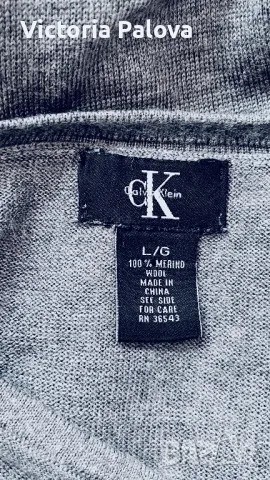 Victoria Palova
cK
Calvin Klein
L/G
100% MERINO
WOOL
MADE IN
CHINA
SEE SIDE
FOR CARE
RN 36543